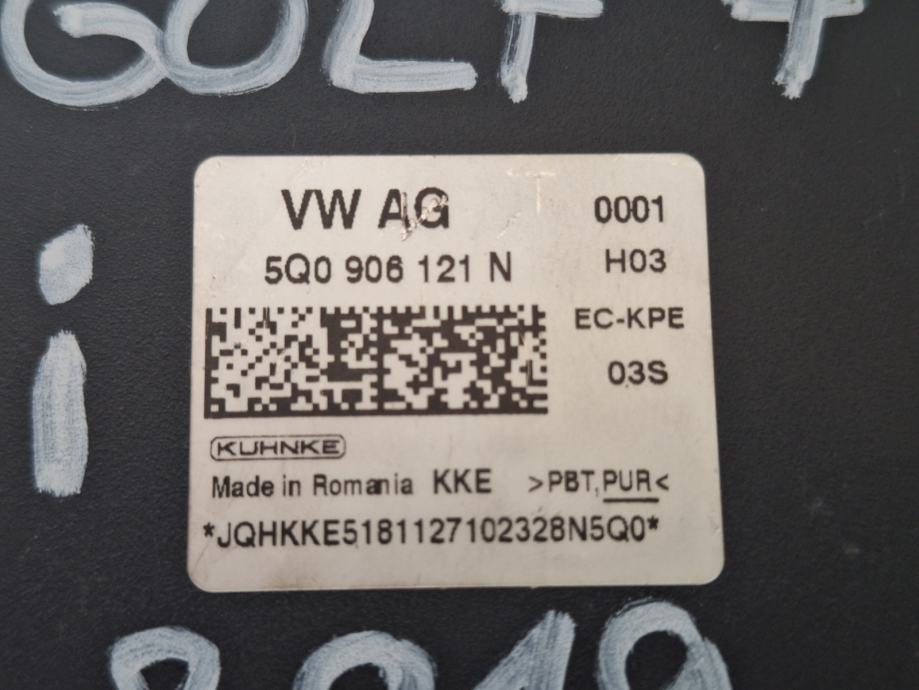 GOLF 7
i
VW AG 0001
5Q0 906 121 N H03
EC-KPE
03S
KUHNKE
Made in Romania KKE >PBT,PUR<
*JQHKKE5181127102328N5Q0*
2019